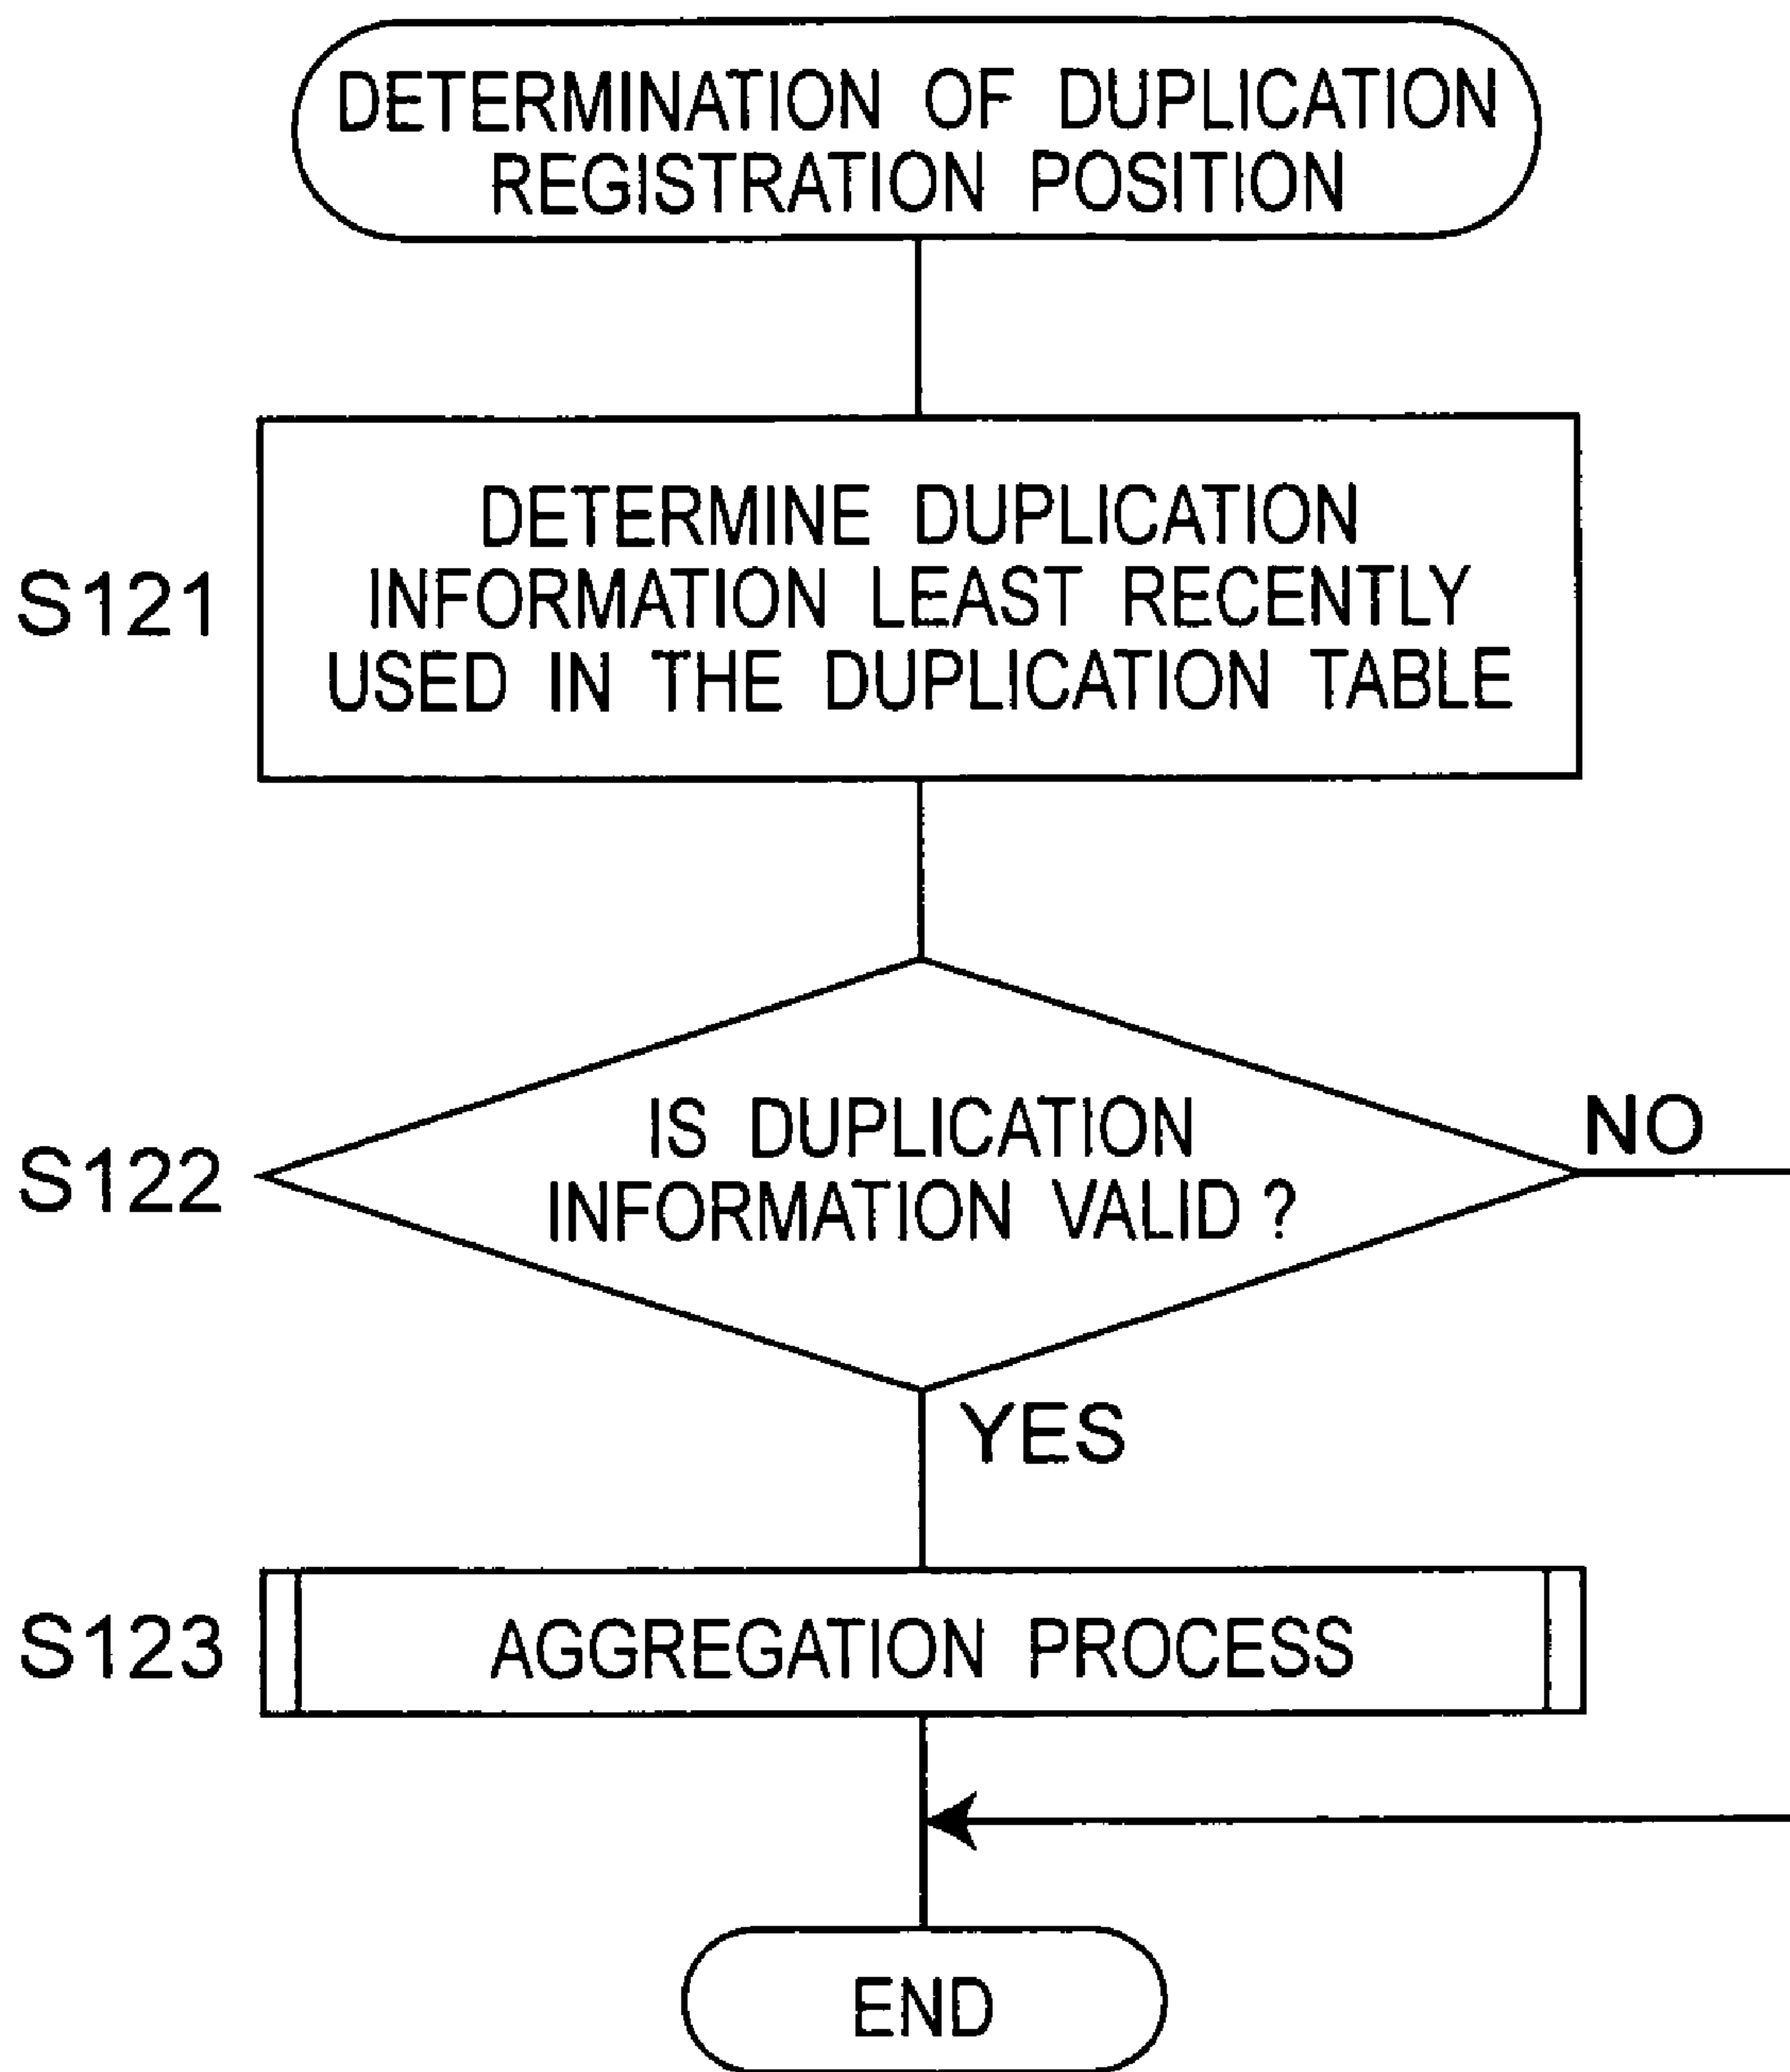 DETERMINATION OF DUPLICATION
REGISTRATION POSITION
S121
DETERMINE DUPLICATION
INFORMATION LEAST RECENTLY
USED IN THE DUPLICATION TABLE
S122
IS DUPLICATION
INFORMATION VALID ?
NO
YES
S123
AGGREGATION PROCESS
END